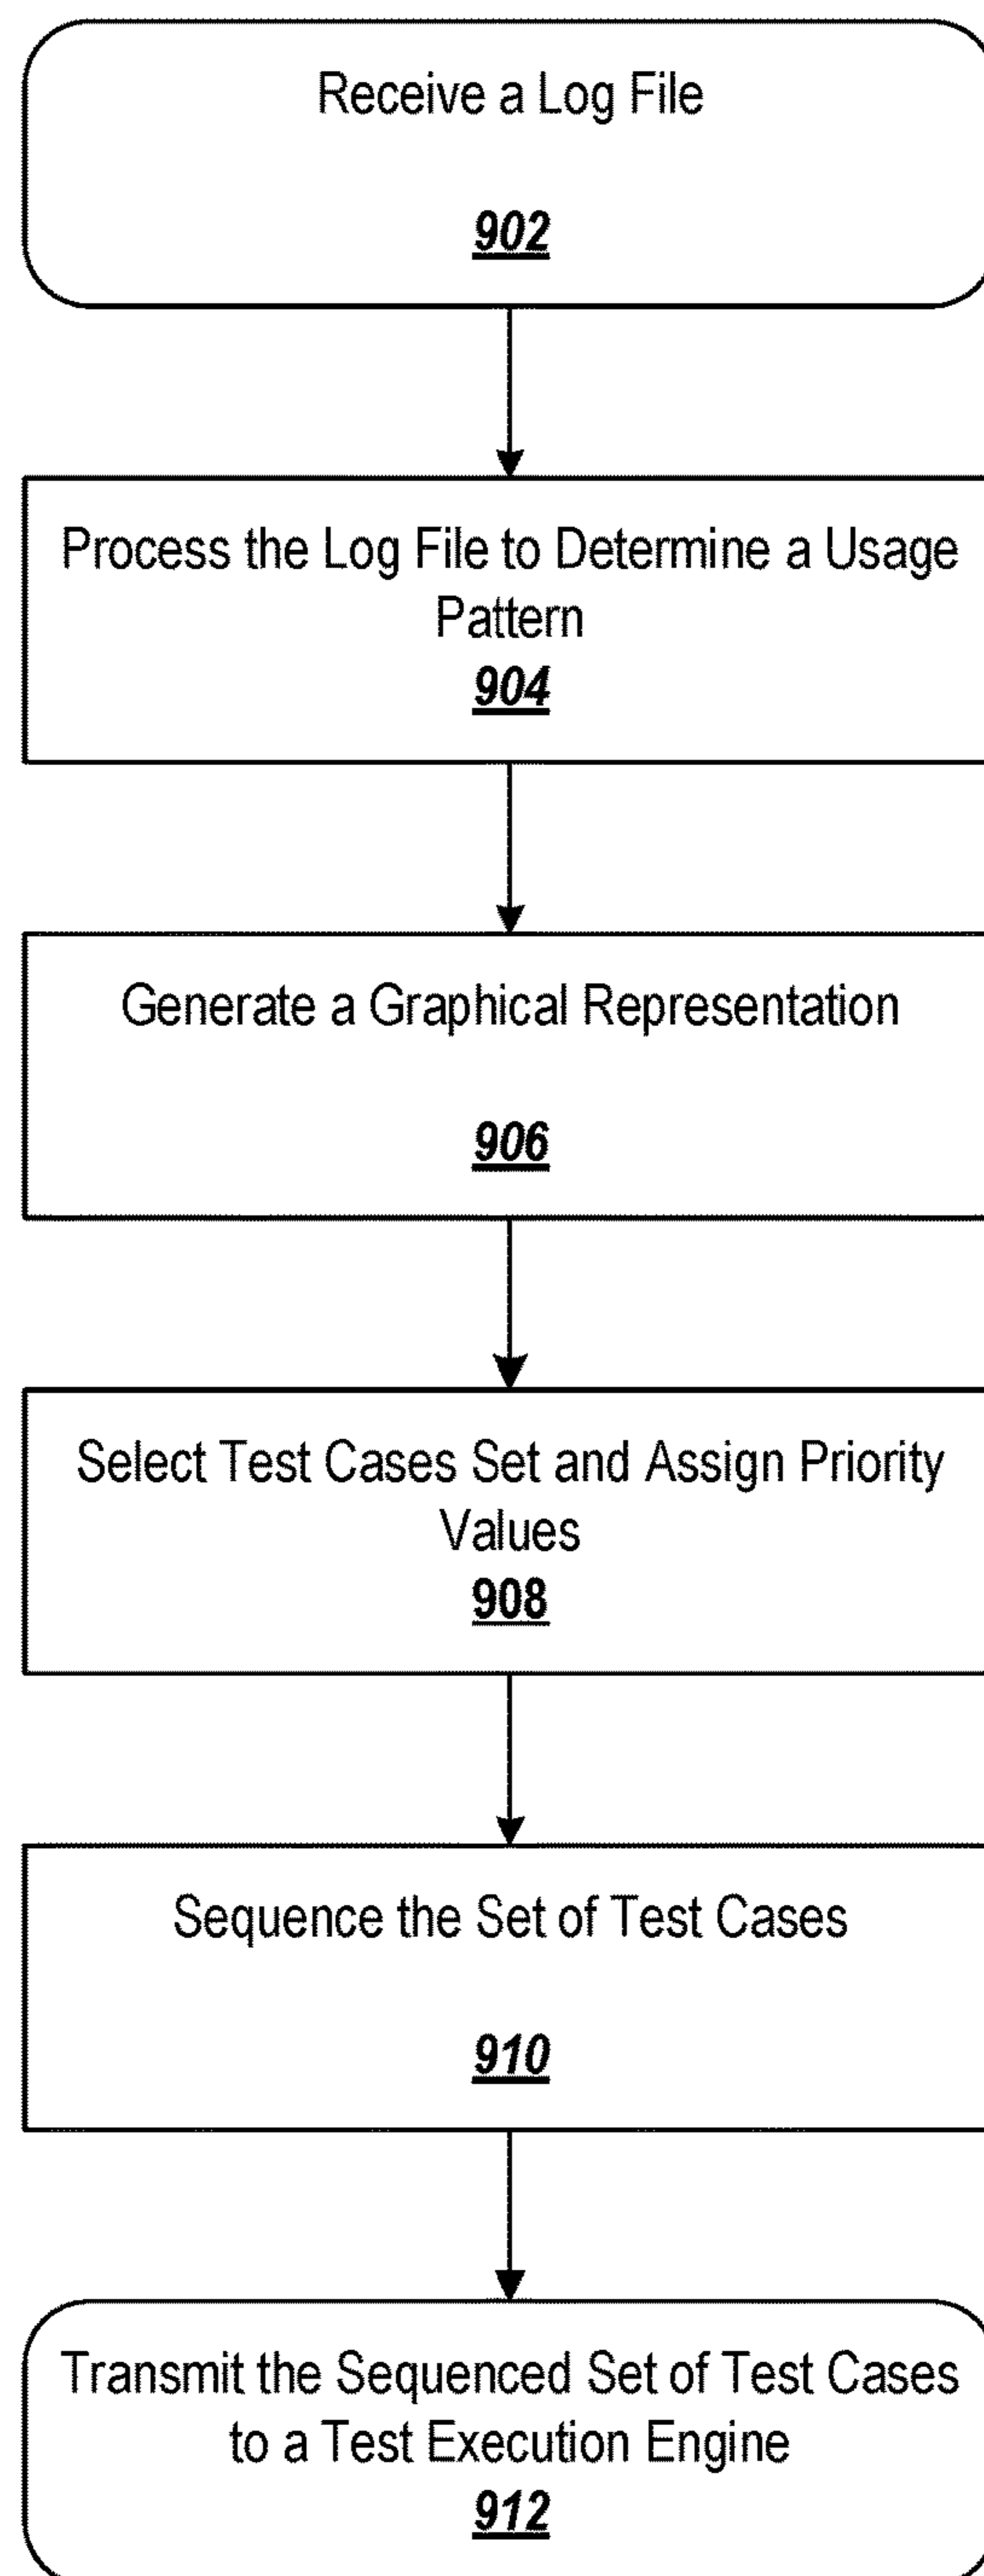 Receive a Log File
902
Process the Log File to Determine a Usage
Pattern
904
Generate a Graphical Representation
906
Select Test Cases Set and Assign Priority
Values
908
Sequence the Set of Test Cases
910
Transmit the Sequenced Set of Test Cases
to a Test Execution Engine
912